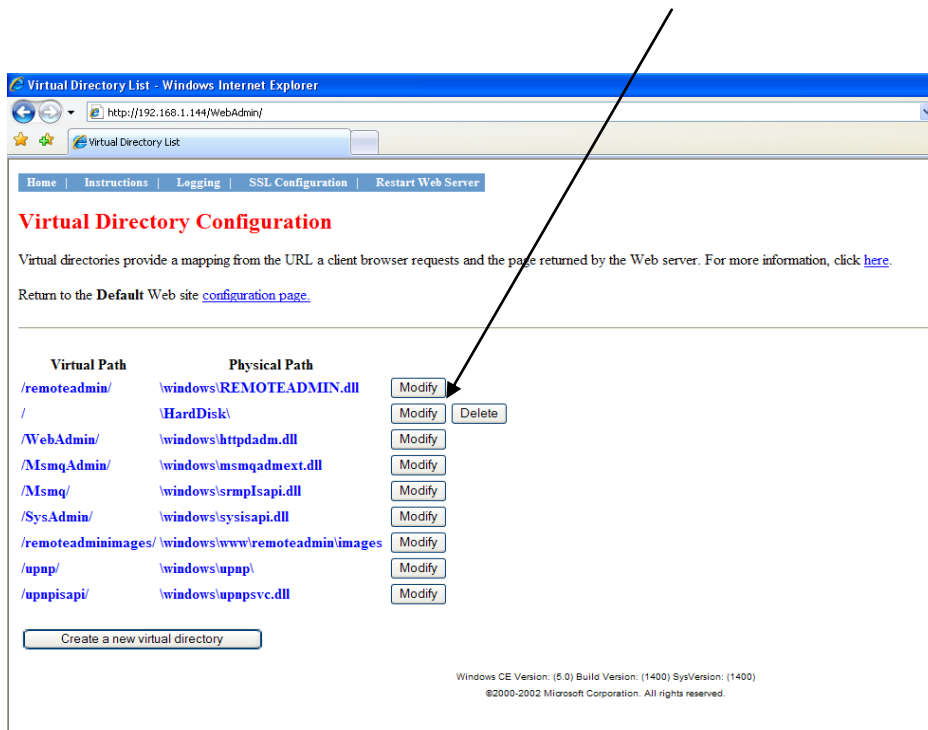 Virtual Directory List - Windows Internet Explorer
http://192.168.1.144/WebAdmin/
Virtual Directory List
Home | Instructions | Logging | SSL Configuration | Restart Web Server
Virtual Directory Configuration
Virtual directories provide a mapping from the URL a client browser requests and the page returned by the Web server. For more information, click here.
Return to the Default Web site configuration page.
Virtual Path Physical Path
/remoteadmin/ \windows\REMOTEADMIN.dll Modify
/ \HardDisk\ Modify Delete
/WebAdmin/ \windows\httpdadm.dll Modify
/MsmqAdmin/ \windows\msmqadmext.dll Modify
/Msmq/ \windows\srmpIsapi.dll Modify
/SysAdmin/ \windows\sysisapi.dll Modify
/remoteadminimages/ \windows\www\remoteadmin\images Modify
/upnp/ \windows\upnp\ Modify
/upnpisapi/ \windows\upnpsvc.dll Modify
Create a new virtual directory
Windows CE Version: (5.0) Build Version: (1400) SysVersion: (1400)
©2000-2002 Microsoft Corporation. All rights reserved.